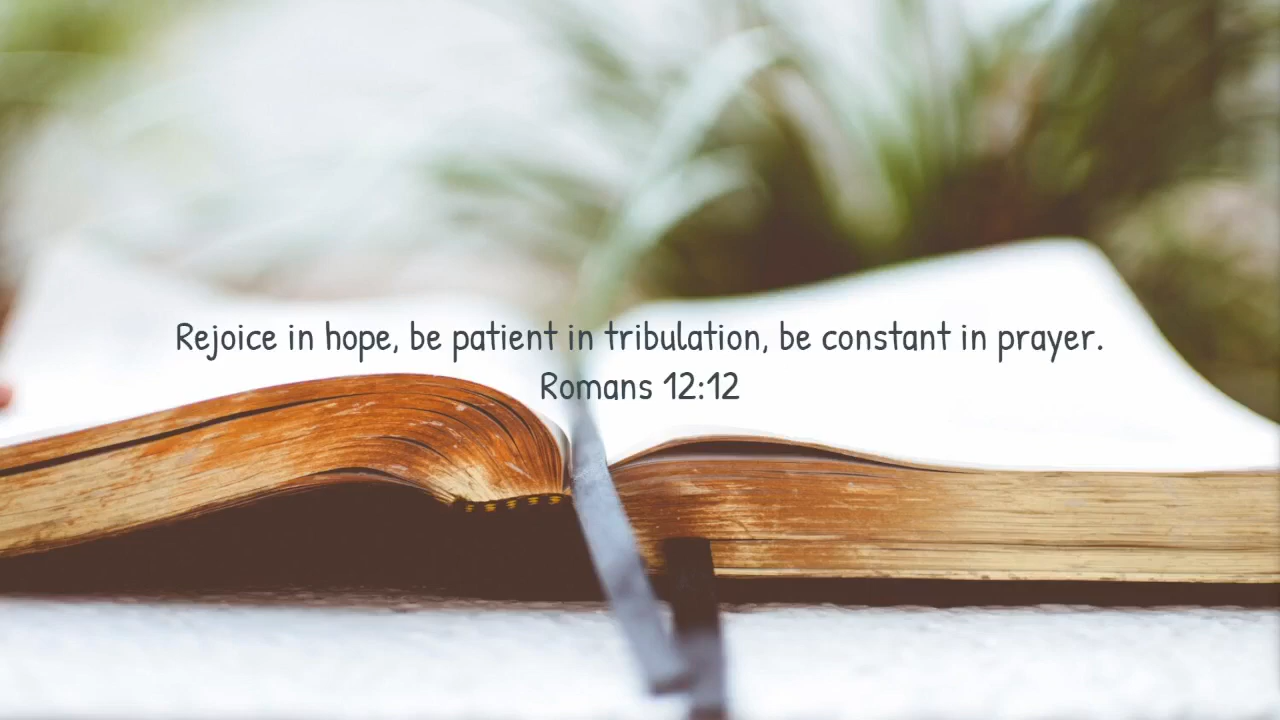 Rejoice in hope, be patient in tribulation, be constant in prayer.
Romans 12:12